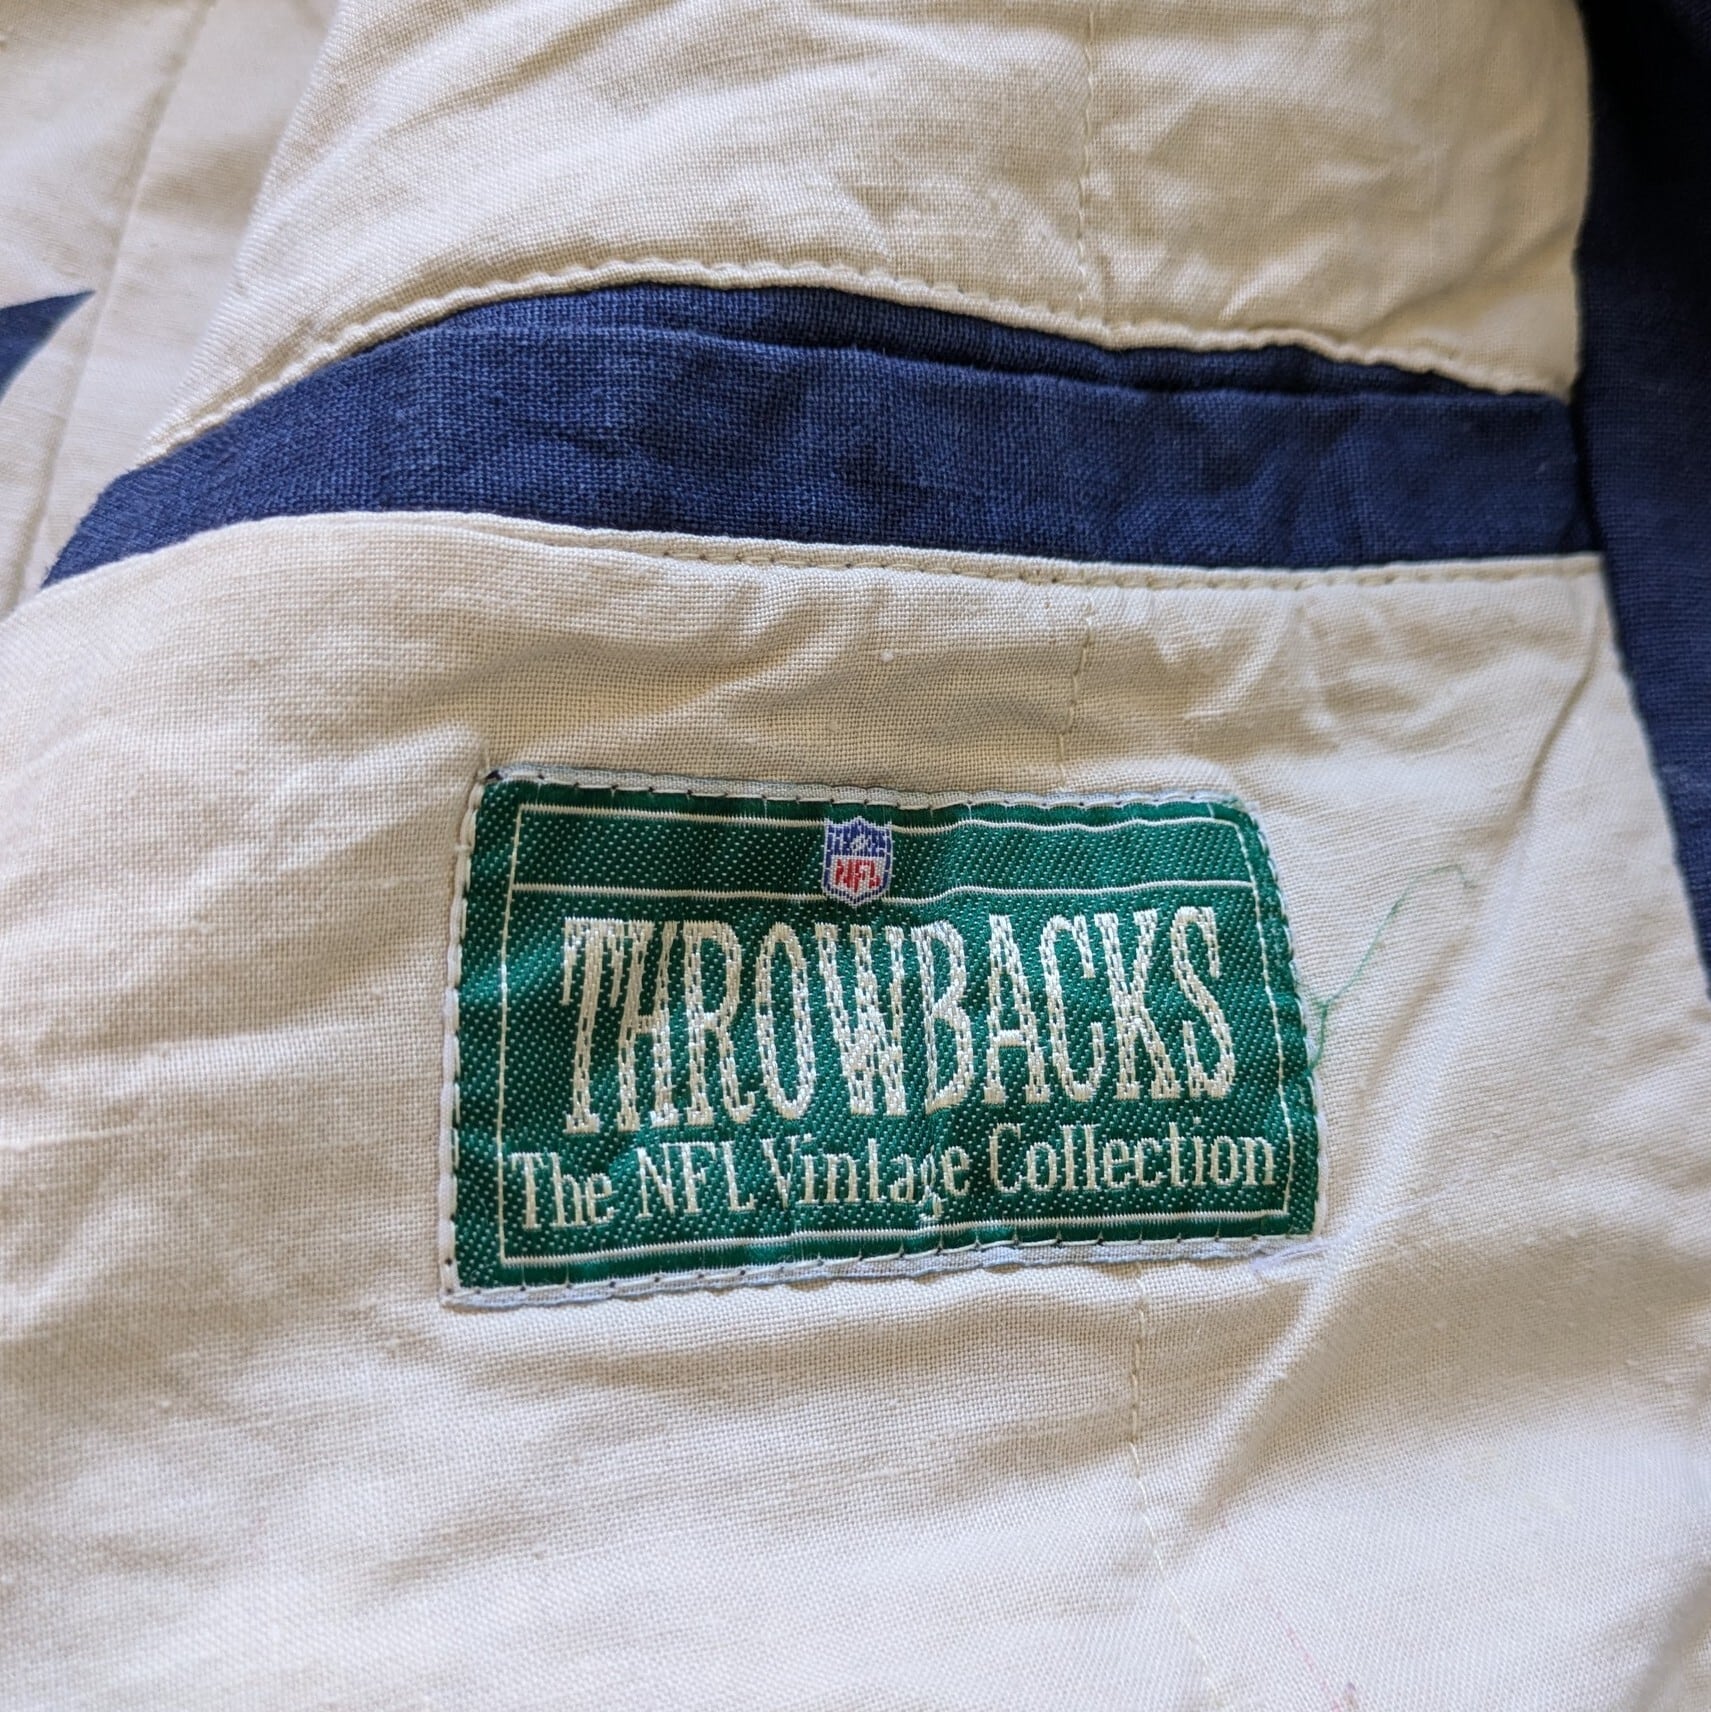 NFL
THROWBACKS
The NFL Vintage Collection